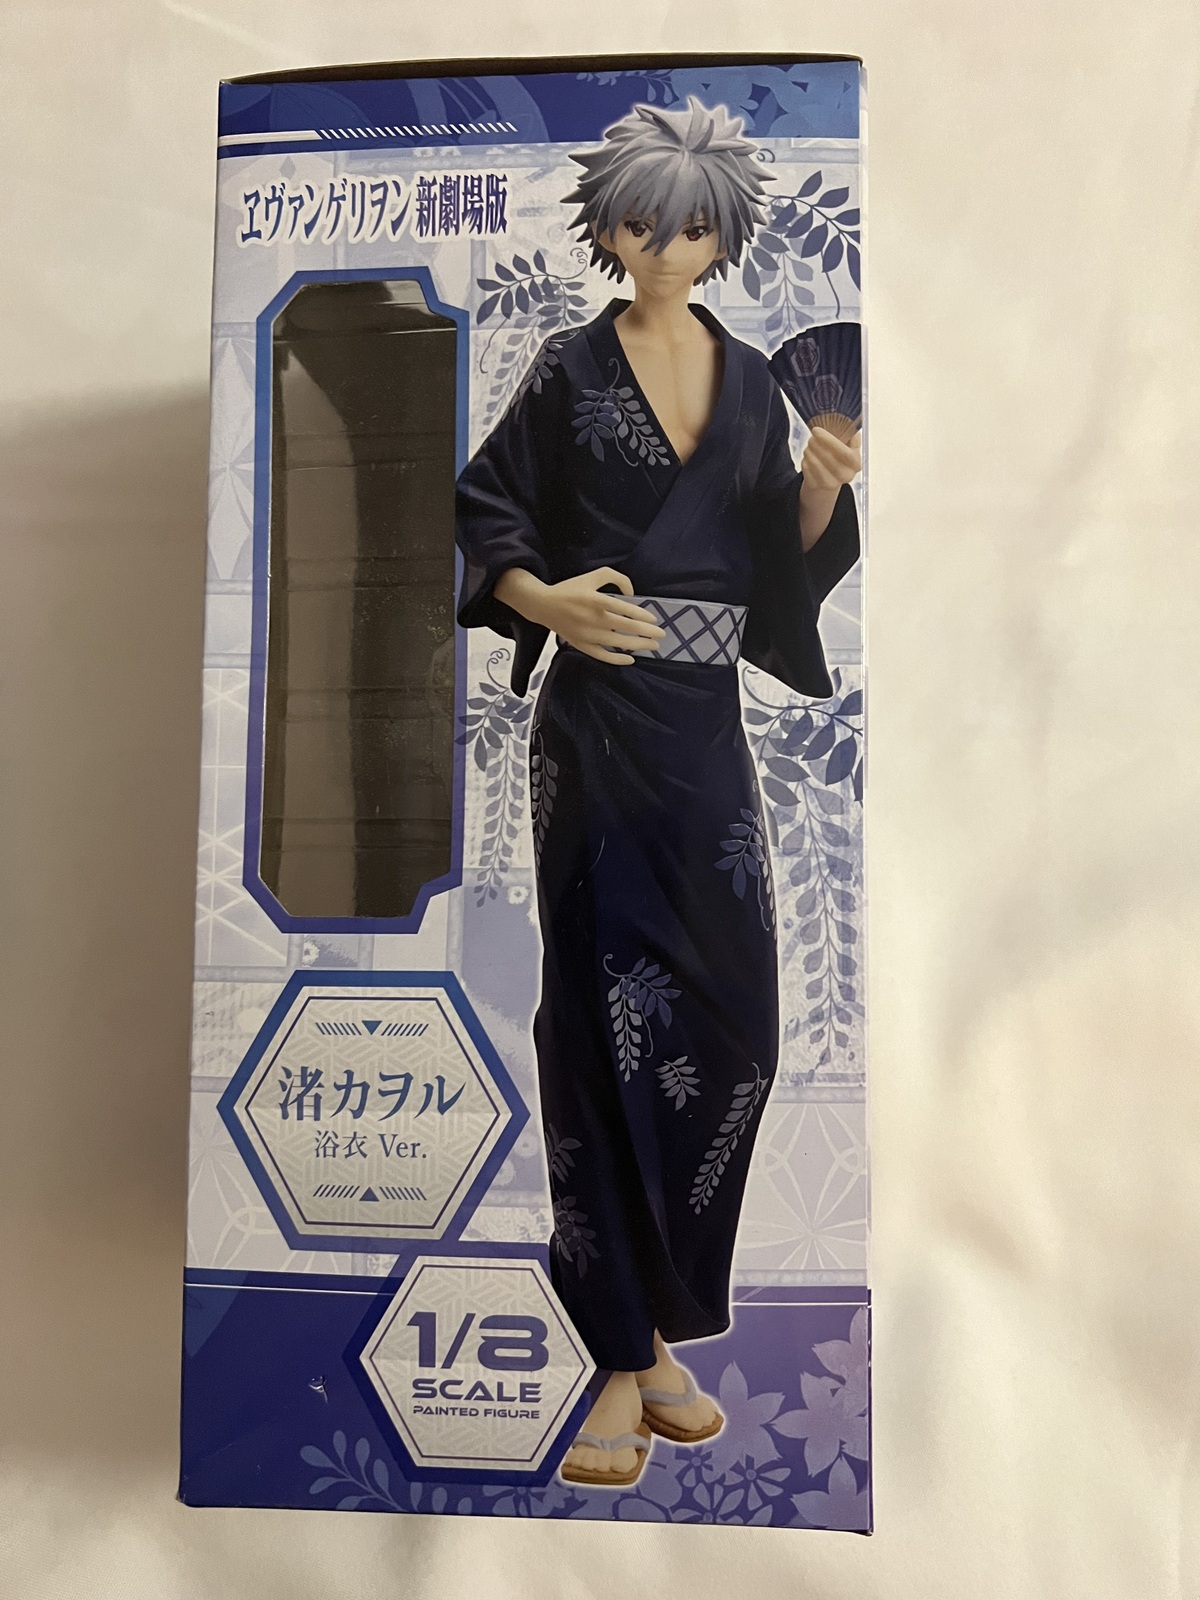 ヱヴァンゲリヲン新劇場版
渚カヲル
浴衣 Ver.
1/8
SCALE
PAINTED FIGURE